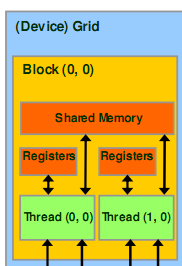 (Device) Grid
Block (0, 0)
Shared Memory
Registers Registers
Thread (0, 0) Thread (1, 0)